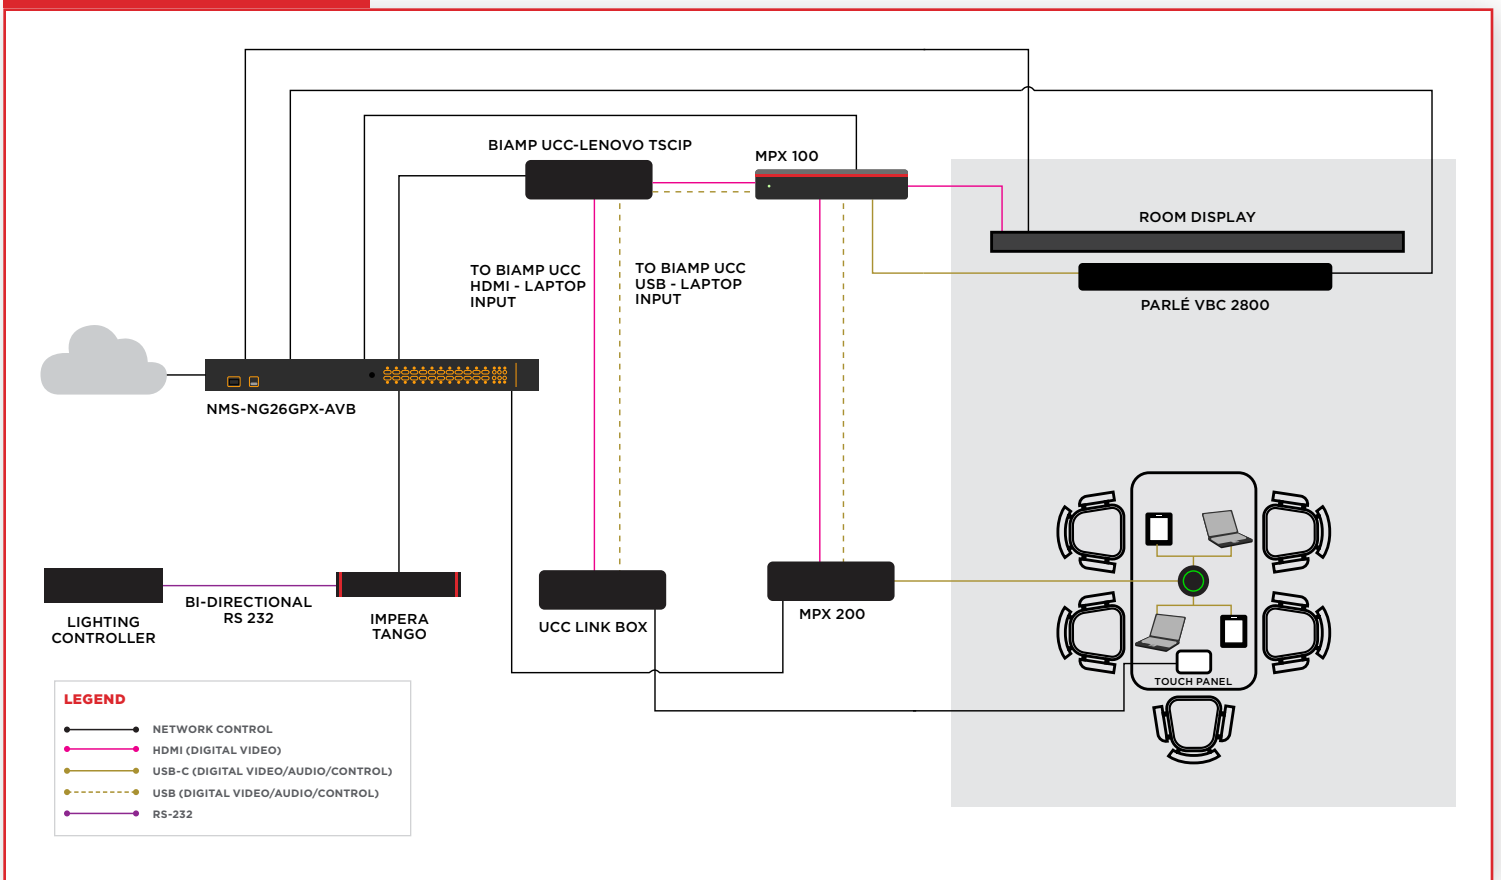 BIAMP UCC-LENOVO TSCIP
MPX 100
ROOM DISPLAY
TO BIAMP UCC
HDMI - LAPTOP
INPUT
TO BIAMP UCC
USB - LAPTOP
INPUT
PARLÉ VBC 2800
NMS-NG26GPX-AVB
BI-DIRECTIONAL
RS 232
LIGHTING
CONTROLLER
IMPERA
TANGO
UCC LINK BOX
MPX 200
TOUCH PANEL
LEGEND
NETWORK CONTROL
HDMI (DIGITAL VIDEO)
USB-C (DIGITAL VIDEO/AUDIO/CONTROL)
USB (DIGITAL VIDEO/AUDIO/CONTROL)
RS-232